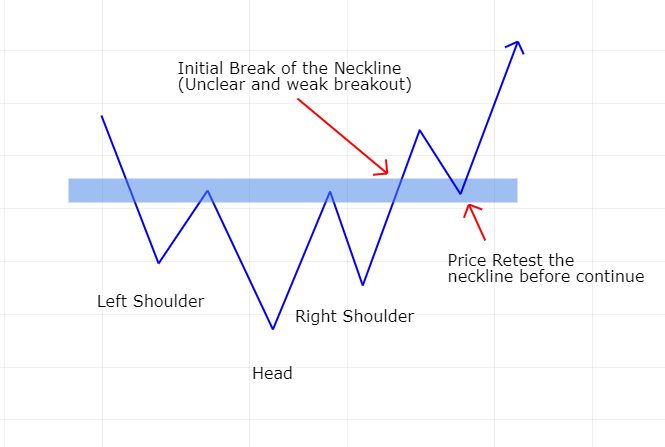 Initial Break of the Neckline
(Unclear and weak breakout)
Price Retest the
neckline before continue
Left Shoulder
Right Shoulder
Head